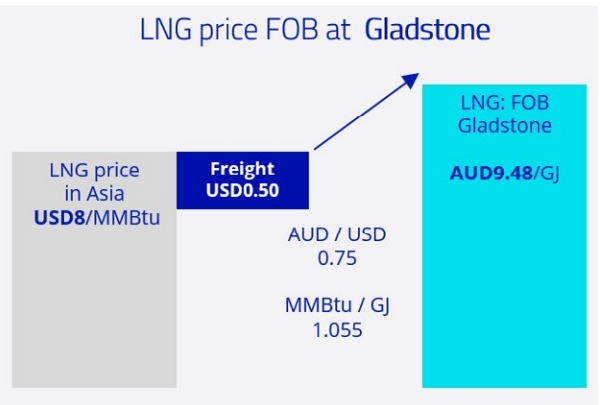 LNG price FOB at Gladstone
LNG price
in Asia
USD8/MMBtu
Freight
USD0.50
AUD / USD
0.75
MMBtu / GJ
1.055
LNG: FOB
Gladstone
AUD9.48/GJ